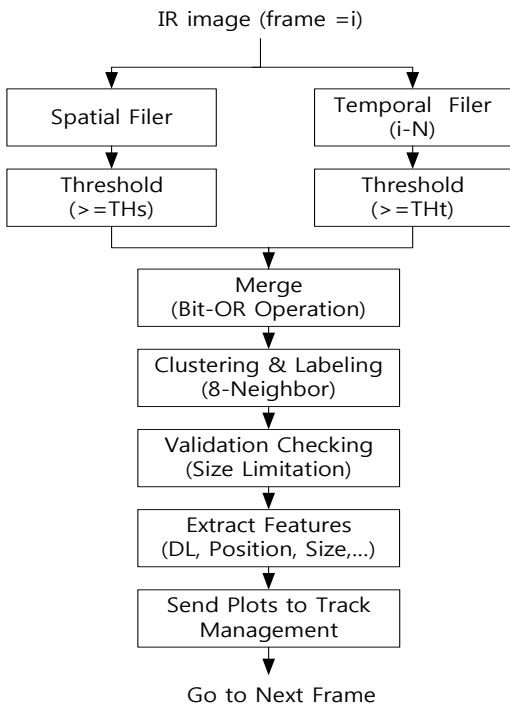 IR image (frame =i)
Spatial Filer
Temporal Filer
(i-N)
Threshold
(>=THs)
Threshold
(>=THt)
Merge
(Bit-OR Operation)
Clustering & Labeling
(8-Neighbor)
Validation Checking
(Size Limitation)
Extract Features
(DL, Position, Size,...)
Send Plots to Track
Management
Go to Next Frame